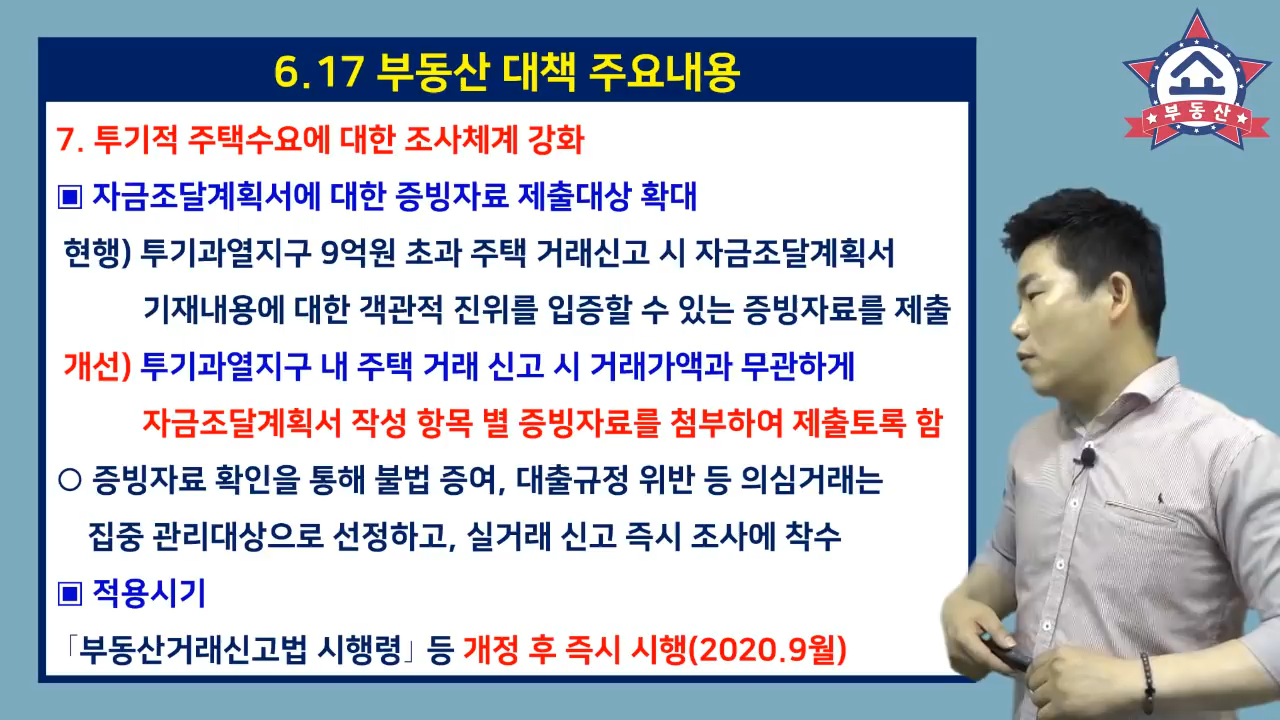 6.17 부동산 대책 주요내용
부동산
7. 투기적 주택수요에 대한 조사체계 강화
▣ 자금조달계획서에 대한 증빙자료 제출대상 확대
현행) 투기과열지구 9억원 초과 주택 거래신고 시 자금조달계획서
기재내용에 대한 객관적 진위를 입증할 수 있는 증빙자료를 제출
개선) 투기과열지구 내 주택 거래 신고 시 거래가액과 무관하게
자금조달계획서 작성 항목 별 증빙자료를 첨부하여 제출토록 함
○ 증빙자료 확인을 통해 불법 증여, 대출규정 위반 등 의심거래는
집중 관리대상으로 선정하고, 실거래 신고 즉시 조사에 착수
▣ 적용시기
「부동산거래신고법 시행령」 등 개정 후 즉시 시행(2020.9월)